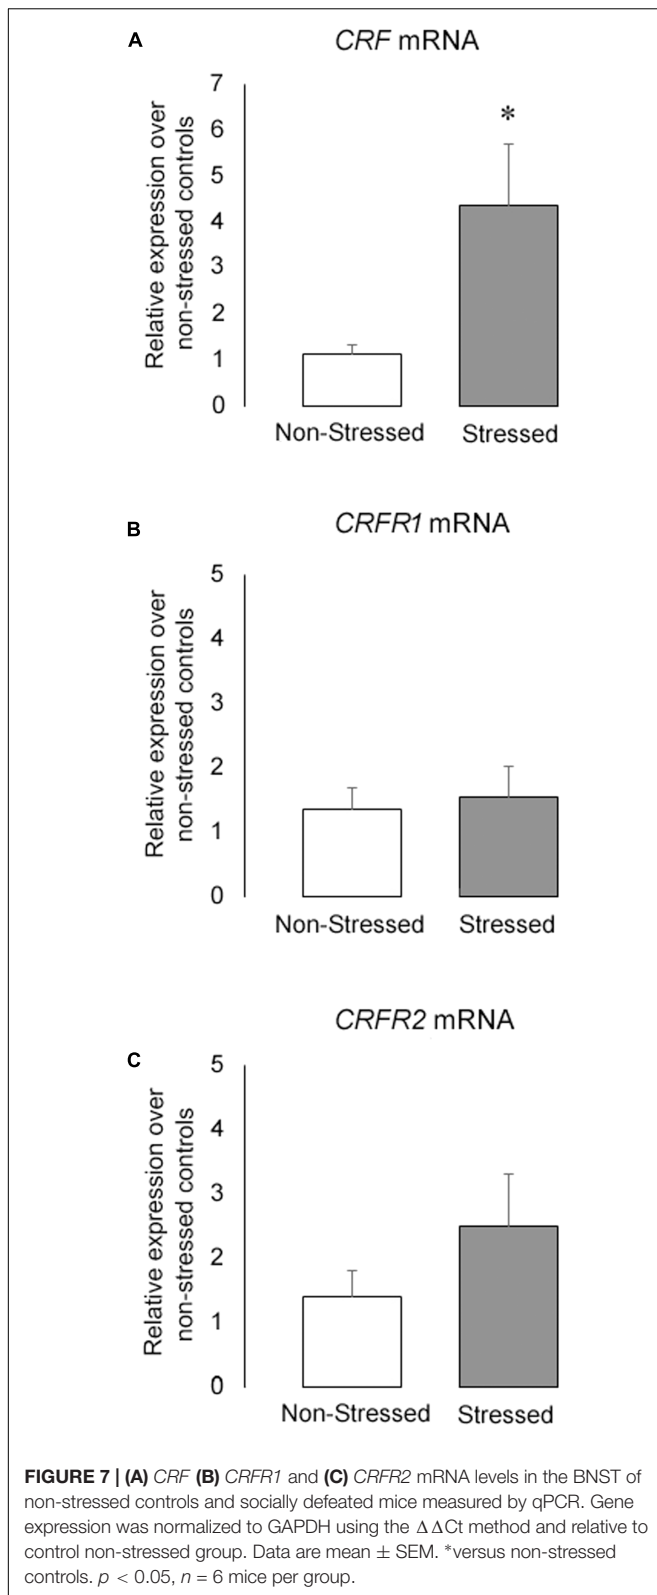 A
CRF mRNA
Relative expression over
non-stressed controls
7
6
5
4
3
2
1
0
*
Non-Stressed
Stressed
B
CRFR1 mRNA
Relative expression over
non-stressed controls
5
4
3
2
1
0
Non-Stressed
Stressed
CRFR2 mRNA
C
Relative expression over
non-stressed controls
5
4
3
2
1
0
Non-Stressed
Stressed
FIGURE 7 | (A) CRF (B) CRFR1 and (C) CRFR2 mRNA levels in the BNST of
non-stressed controls and socially defeated mice measured by qPCR. Gene
expression was normalized to GAPDH using the ΔΔCt method and relative to
control non-stressed group. Data are mean ± SEM. *versus non-stressed
controls. p < 0.05, n = 6 mice per group.